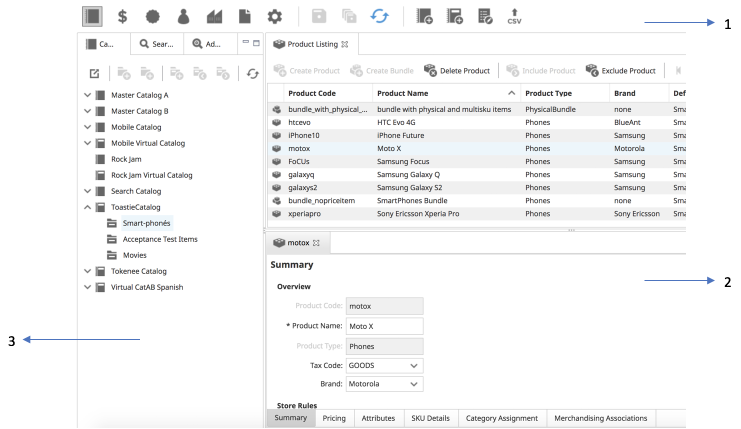 CSV
1
Ca...
Sear...
Ad...
Product Listing
Create Product
Create Bundle
Delete Product
Include Product
Exclude Product
Product Code
Product Name
Product Type
Brand
Def
bundle_with_physical_... bundle with physical and multisku items PhysicalBundle none Sma
htcevo HTC Evo 4G Phones BlueAnt Sma
iPhone10 iPhone Future Phones Samsung Sma
motox Moto X Phones Motorola Sma
FoCUs Samsung Focus Phones Samsung Sma
galaxyq Samsung Galaxy Q Phones Samsung Sma
galaxys2 Samsung Galaxy S2 Phones Samsung Sma
bundle_nopriceitem SmartPhones Bundle Phones none Sma
xperiapro Sony Ericsson Xperia Pro Phones Sony Ericsson Sma
Master Catalog A
Master Catalog B
Mobile Catalog
Mobile Virtual Catalog
Rock Jam
Rock Jam Virtual Catalog
Search Catalog
ToastieCatalog
Smart-phonés
Acceptance Test Items
Movies
Tokenee Catalog
Virtual CatAB Spanish
3
motox
Summary
2
Overview
Product Code: motox
* Product Name: Moto X
Product Type: Phones
Tax Code: GOODS
Brand: Motorola
Store Rules
Summary Pricing Attributes SKU Details Category Assignment Merchandising Associations